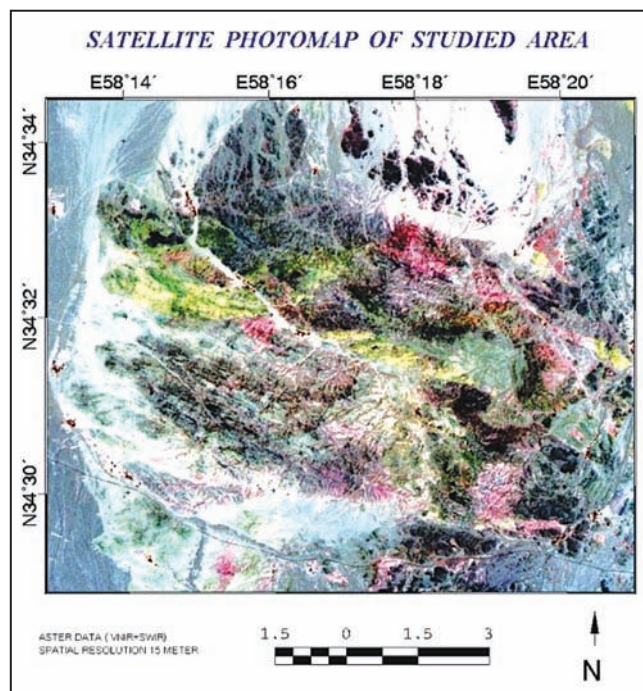 SATELLITE PHOTOMAP OF STUDIED AREA
E58°14´ E58°16´ E58°18´ E58°20´
N34°34´
N34°32´
N34°30´
ASTER DATA ( VNIR+SWIR)
SPATIAL RESOLUTION 15 METER
1.5 0 1.5 3
N